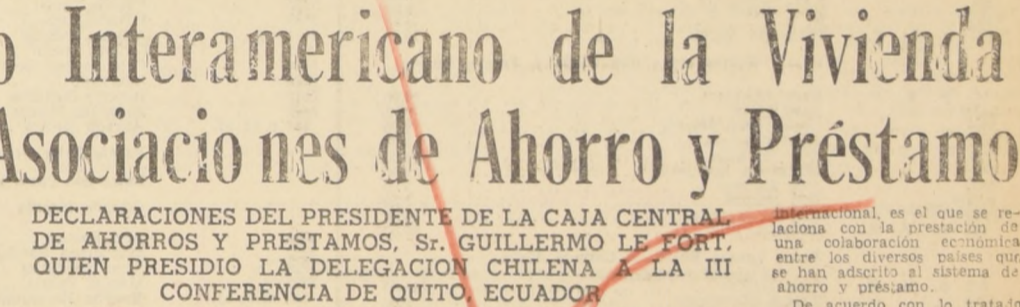 o Interamericano de la Vivienda
Asociaciones de Ahorro y Préstamo
DECLARACIONES DEL PRESIDENTE DE LA CAJA CENTRAL
DE AHORROS Y PRESTAMOS, Sr. GUILLERMO LE FORT,
QUIEN PRESIDIO LA DELEGACION CHILENA A LA III
CONFERENCIA DE QUITO, ECUADOR
internacional, es el que se re-
laciona con la prestación de
una colaboración económica
entre los diversos países que
se han adscrito al sistema de
ahorro y préstamo.
De acuerdo con lo tratado